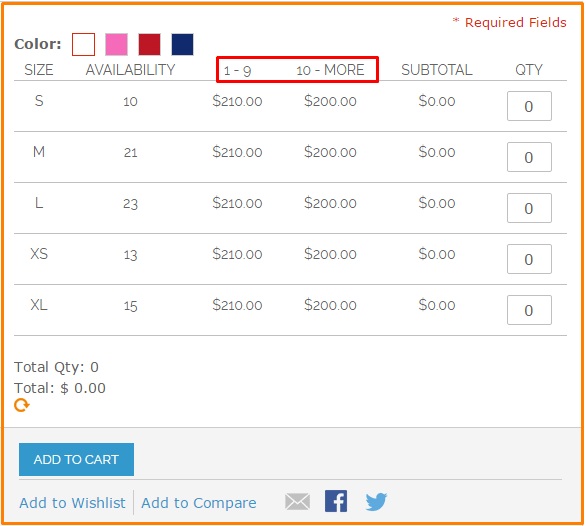 * Required Fields
Color:
SIZE AVAILABILITY 1 - 9 10 - MORE SUBTOTAL QTY
S 10 $210.00 $200.00 $0.00 0
M 21 $210.00 $200.00 $0.00 0
L 23 $210.00 $200.00 $0.00 0
XS 13 $210.00 $200.00 $0.00 0
XL 15 $210.00 $200.00 $0.00 0
Total Qty: 0
Total: $ 0.00
ADD TO CART
Add to Wishlist Add to Compare